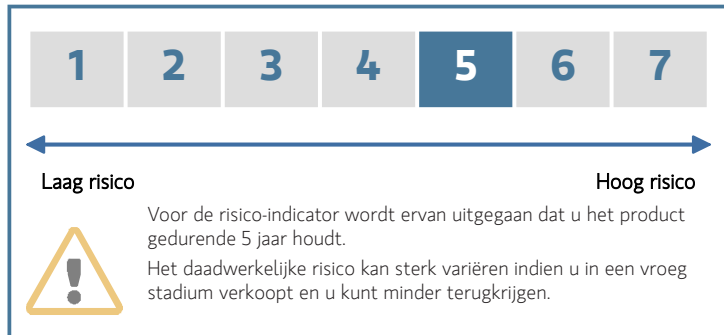 1 2 3 4 5 6 7
Laag risico Hoog risico
Voor de risico-indicator wordt ervan uitgegaan dat u het product
gedurende 5 jaar houdt.
Het daadwerkelijke risico kan sterk variëren indien u in een vroeg
stadium verkoopt en u kunt minder terugkrijgen.